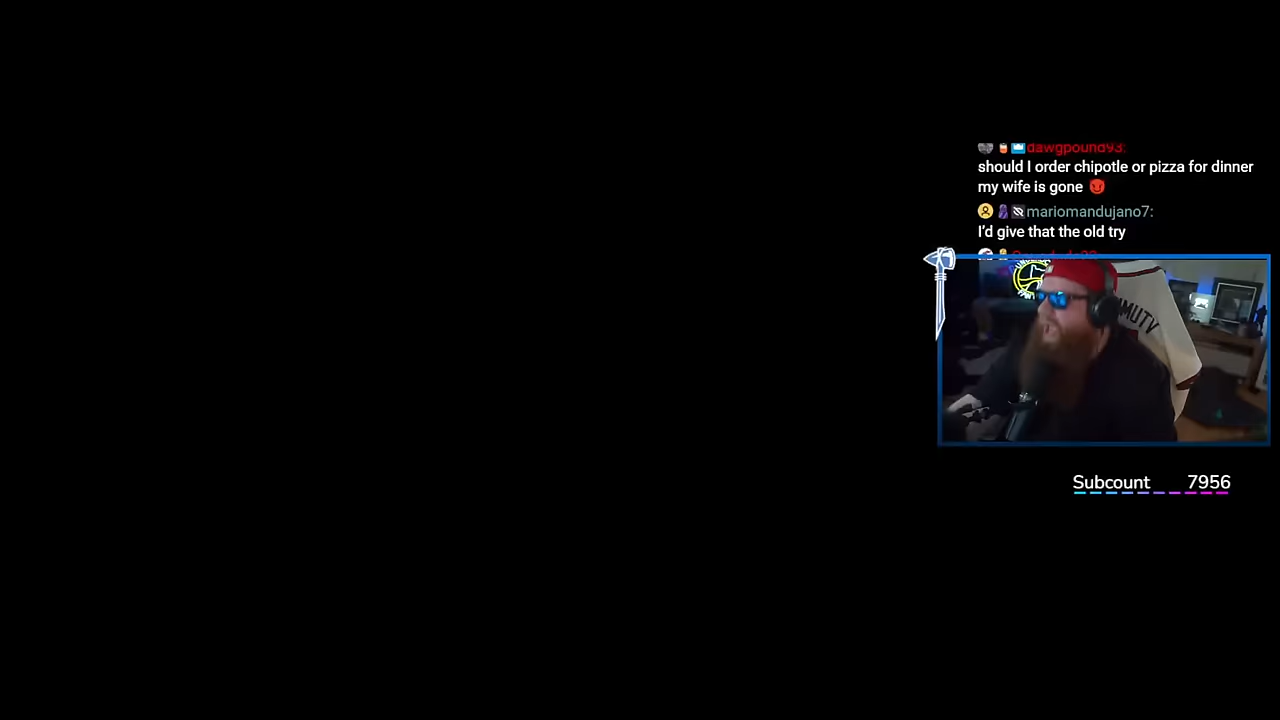 dawgpound93:
should I order chipotle or pizza for dinner
my wife is gone
mariomandujano7:
I'd give that the old try
MUTV
Subcount 7956